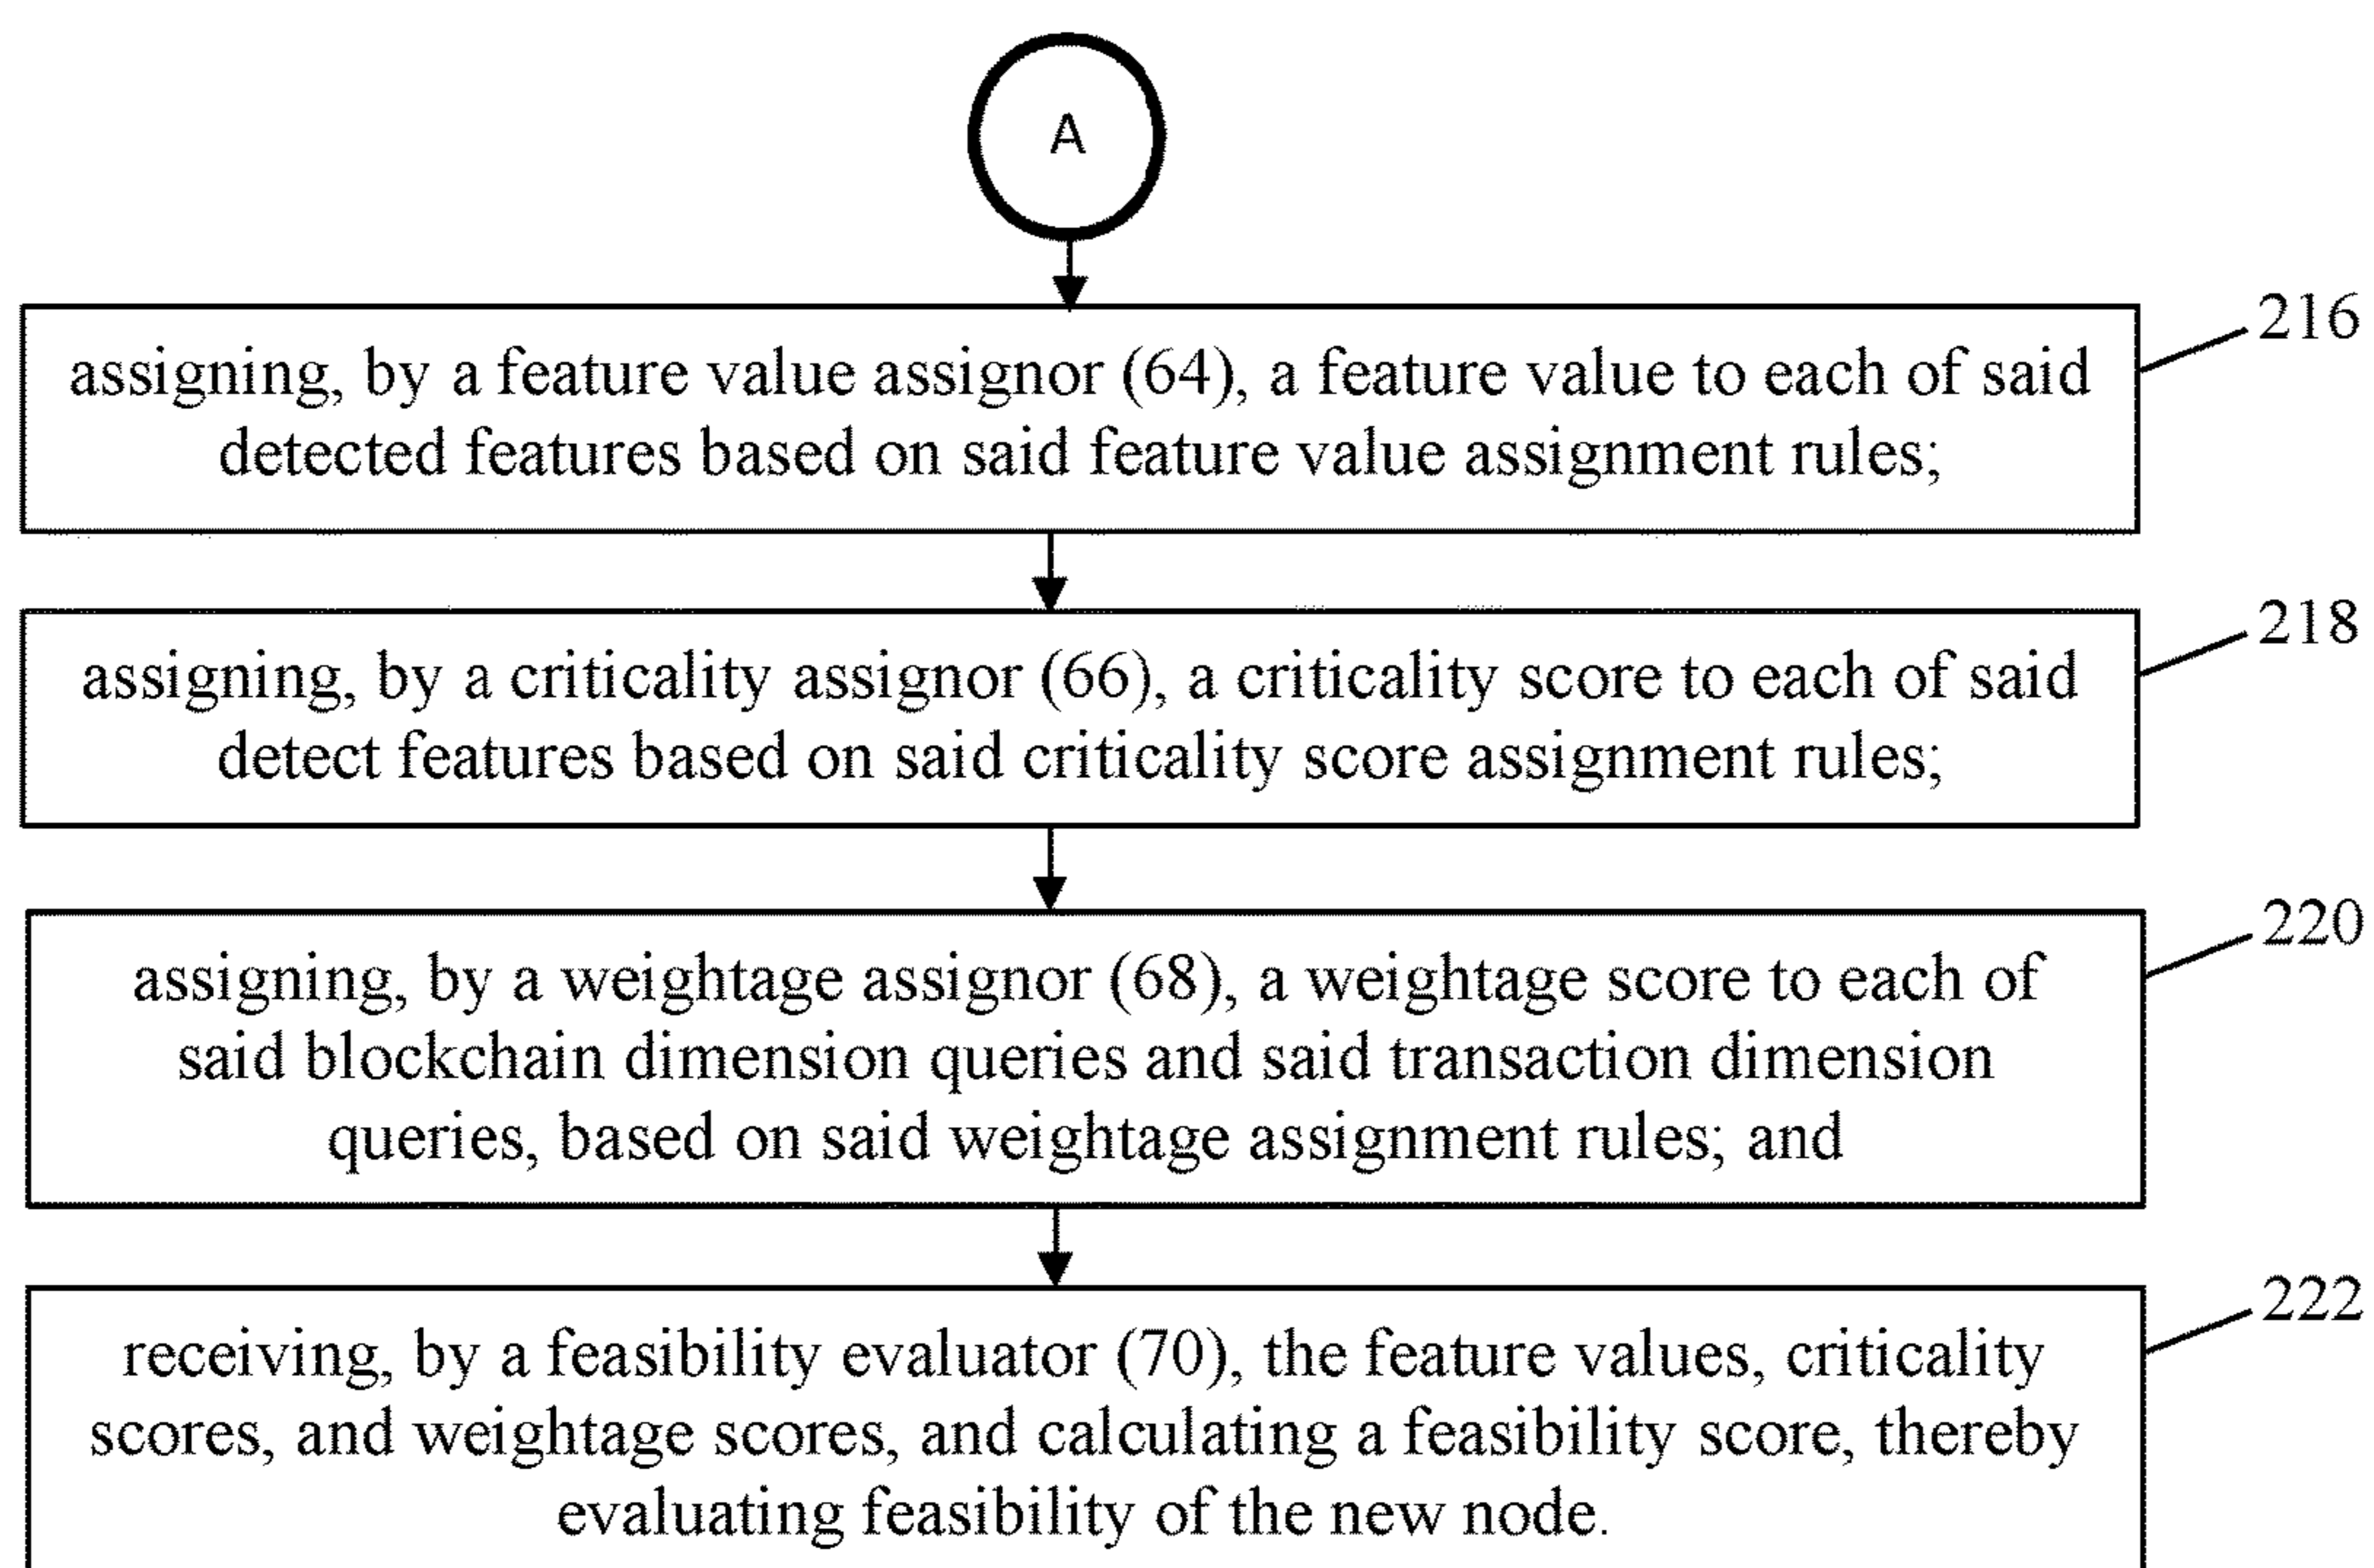 A
216
assigning, by a feature value assignor (64), a feature value to each of said
detected features based on said feature value assignment rules;
218
assigning, by a criticality assignor (66), a criticality score to each of said
detect features based on said criticality score assignment rules;
220
assigning, by a weightage assignor (68), a weightage score to each of
said blockchain dimension queries and said transaction dimension
queries, based on said weightage assignment rules; and
222
receiving, by a feasibility evaluator (70), the feature values, criticality
scores, and weightage scores, and calculating a feasibility score, thereby
evaluating feasibility of the new node.